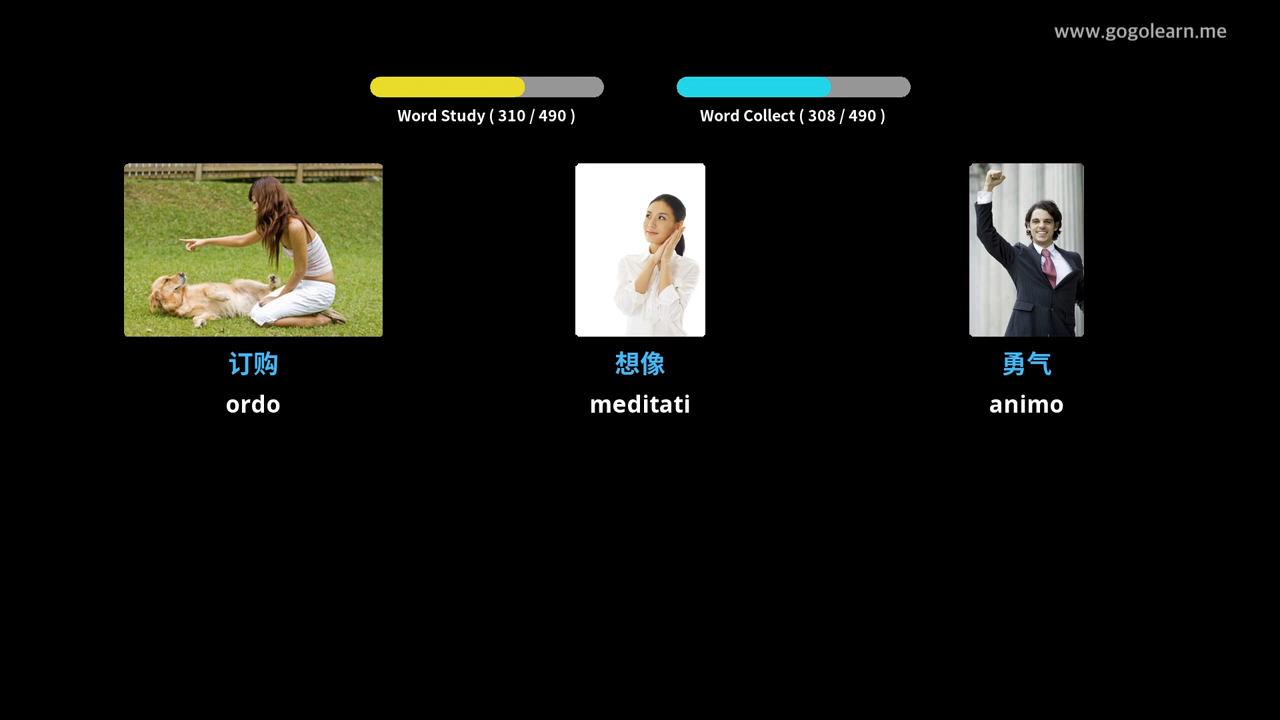 www.gogolearn.me
Word Study ( 310 / 490 )
Word Collect ( 308 / 490 )
订购
想像
勇气
ordo
meditati
animo